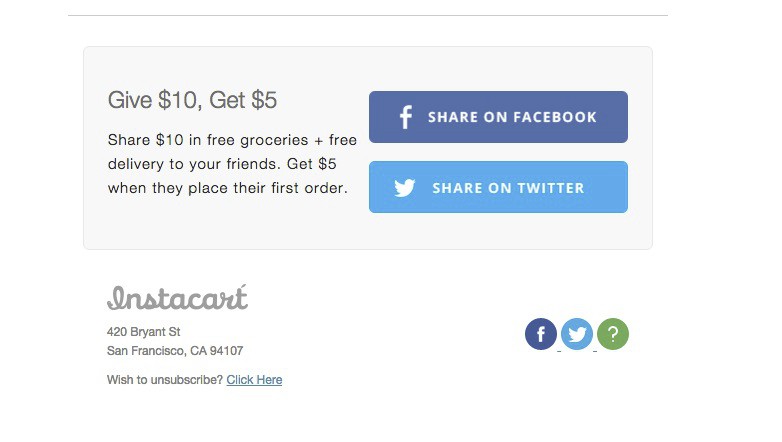 Give $10, Get $5
Share $10 in free groceries + free
delivery to your friends. Get $5
when they place their first order.
f SHARE ON FACEBOOK
SHARE ON TWITTER
Instacart
420 Bryant St
San Francisco, CA 94107
f ?
Wish to unsubscribe? Click Here